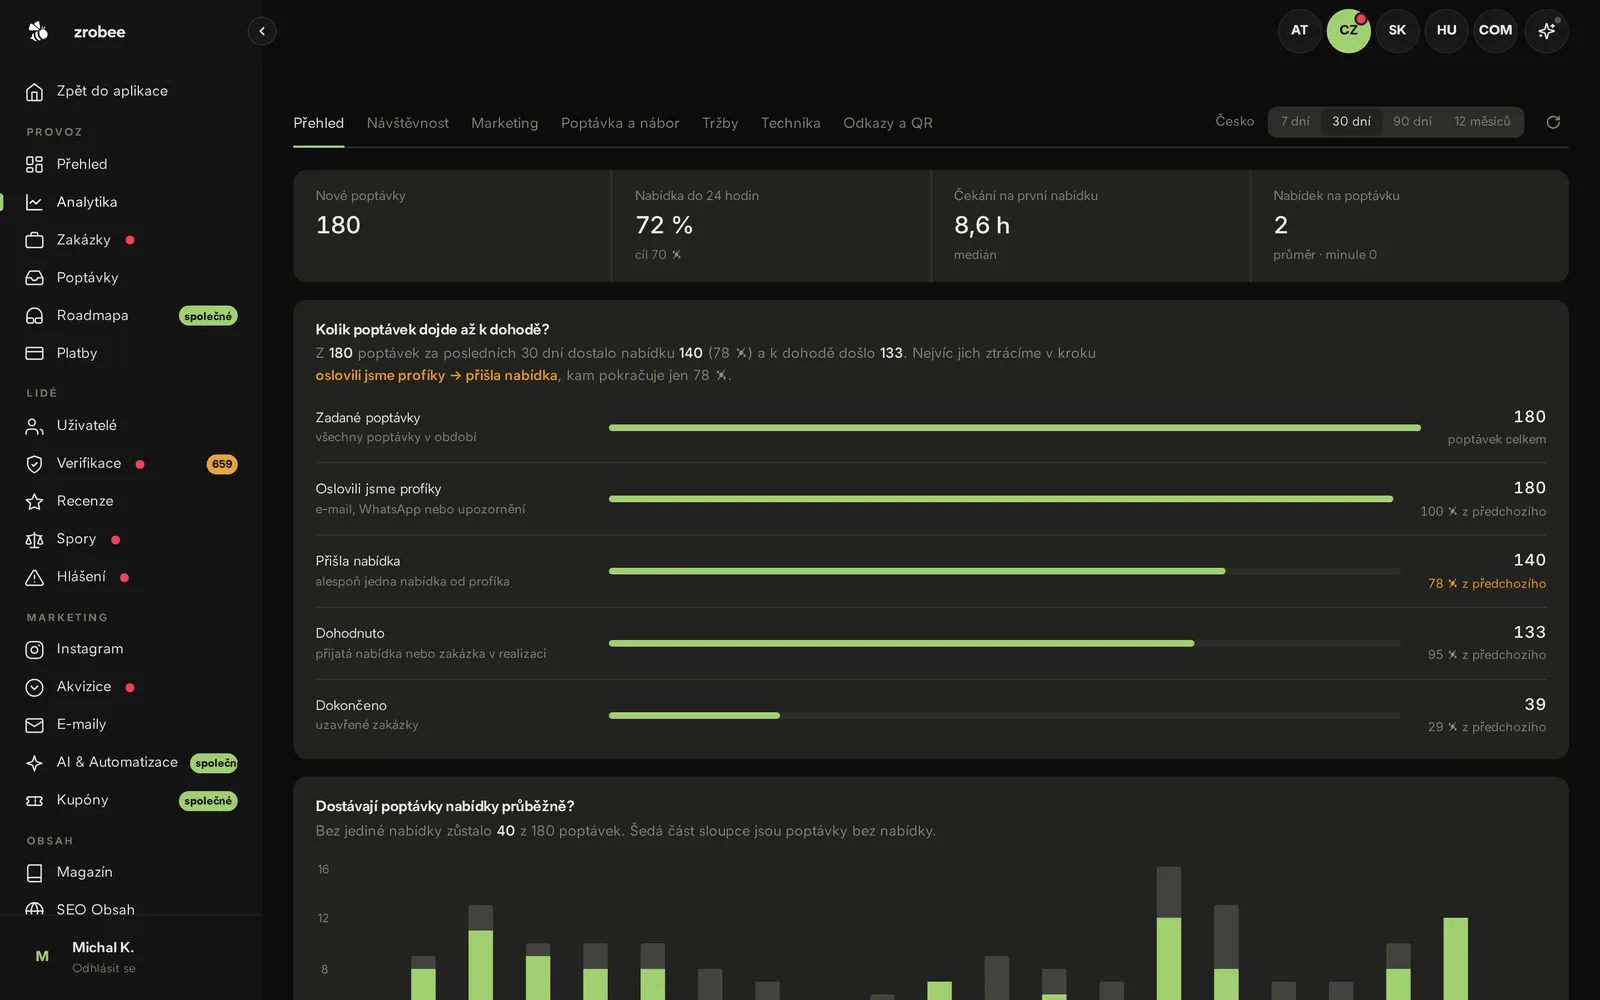 zrobee
AT
CZ
SK
HU
COM
Zpět do aplikace
PROVOZ
Přehled
Analytika
Zakázky
Poptávky
Roadmapa
společné
Platby
LIDÉ
Uživatelé
Verifikace
659
Recenze
Spory
Hlášení
MARKETING
Instagram
Akvizice
E-maily
AI & Automatizace
společn
Kupóny
společné
OBSAH
Magazín
SEO Obsah
M
Michal K.
Odhlásit se
Přehled
Návštěvnost
Marketing
Poptávka a nábor
Tržby
Technika
Odkazy a QR
Česko
7 dní
30 dní
90 dní
12 měsíců
Nové poptávky
180
Nabídka do 24 hodin
72 %
cíl 70 %
Čekání na první nabídku
8,6 h
medián
Nabídek na poptávku
2
průměr · minule 0
Kolik poptávek dojde až k dohodě?
Z 180 poptávek za posledních 30 dní dostalo nabídku 140 (78 %) a k dohodě došlo 133. Nejvíc jich ztrácíme v kroku
oslovili jsme profíky → přišla nabídka, kam pokračuje jen 78 %.
Zadané poptávky
všechny poptávky v období
180
poptávek celkem
Oslovili jsme profíky
e-mail, WhatsApp nebo upozornění
180
100 % z předchozího
Přišla nabídka
alespoň jedna nabídka od profíka
140
78 % z předchozího
Dohodnuto
přijatá nabídka nebo zakázka v realizaci
133
95 % z předchozího
Dokončeno
uzavřené zakázky
39
29 % z předchozího
Dostávají poptávky nabídky průběžně?
Bez jediné nabídky zůstalo 40 z 180 poptávek. Šedá část sloupce jsou poptávky bez nabídky.
16
12
8